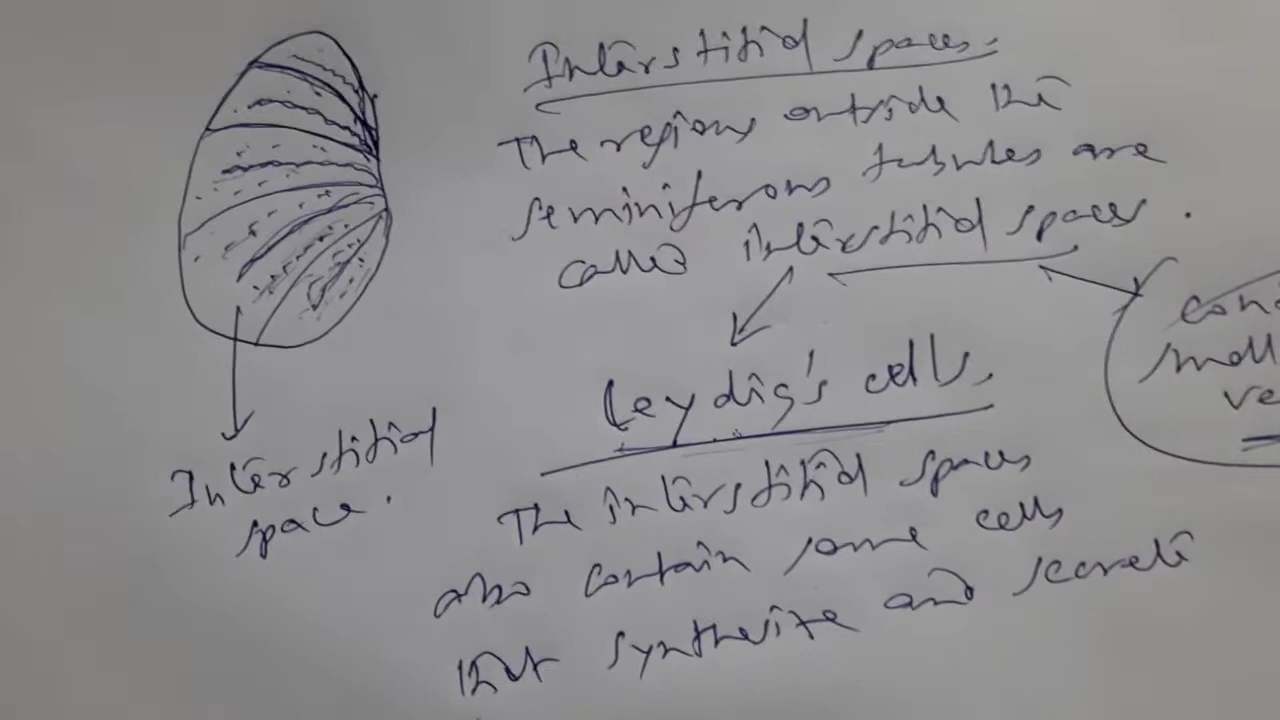 Interstitial spaces.
The regions outside the
seminiferous tubules are
called interstitial spaces.
small
Leydig's cells.
Interstitial
space.
The interstitial spaces
also contain some cells
that synthesize and secrete